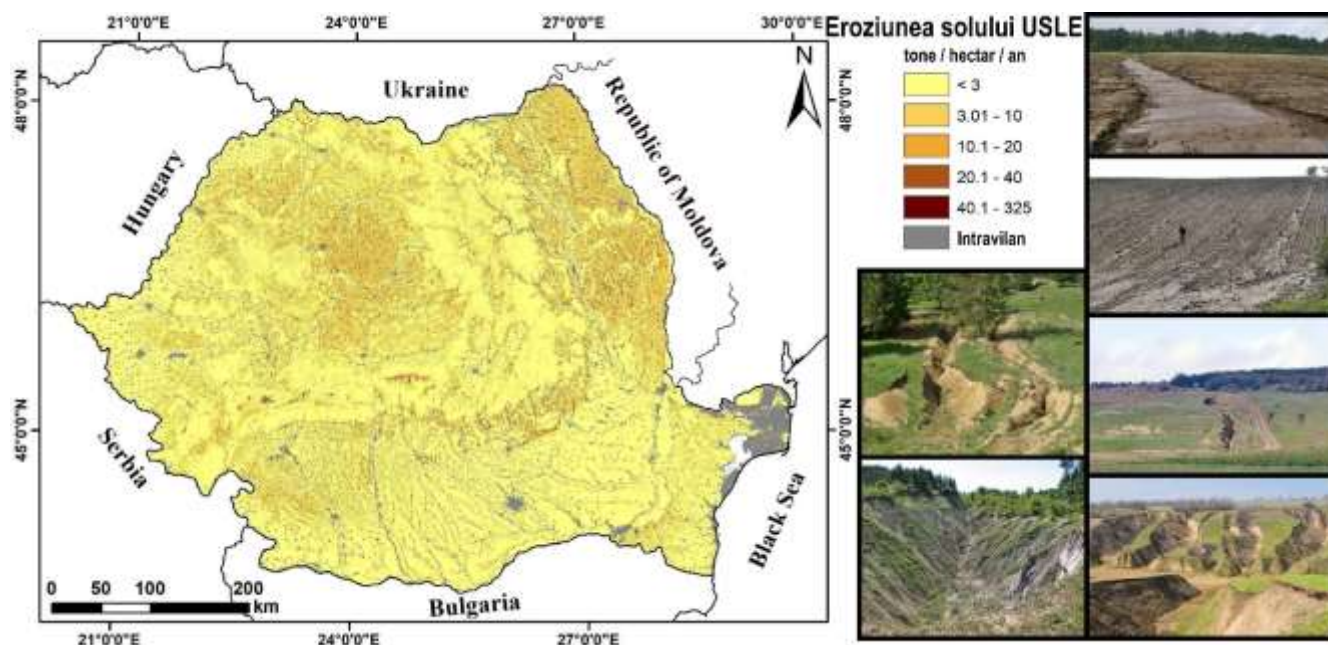 21°0'0"E 24°0'0"E 27°0'0"E 30°0'0"E
48°0'0"N
45°0'0"N
Hungary
Serbia
Ukraine
Republic of Moldova
Black Sea
Bulgaria
N
48°0'0"N
45°0'0"N
0 50 100 200
km
21°0'0"E 24°0'0"E 27°0'0"E
Eroziunea solului USLE
tone / hectar / an
< 3
3.01 - 10
10.1 - 20
20.1 - 40
40.1 - 325
Intravilan